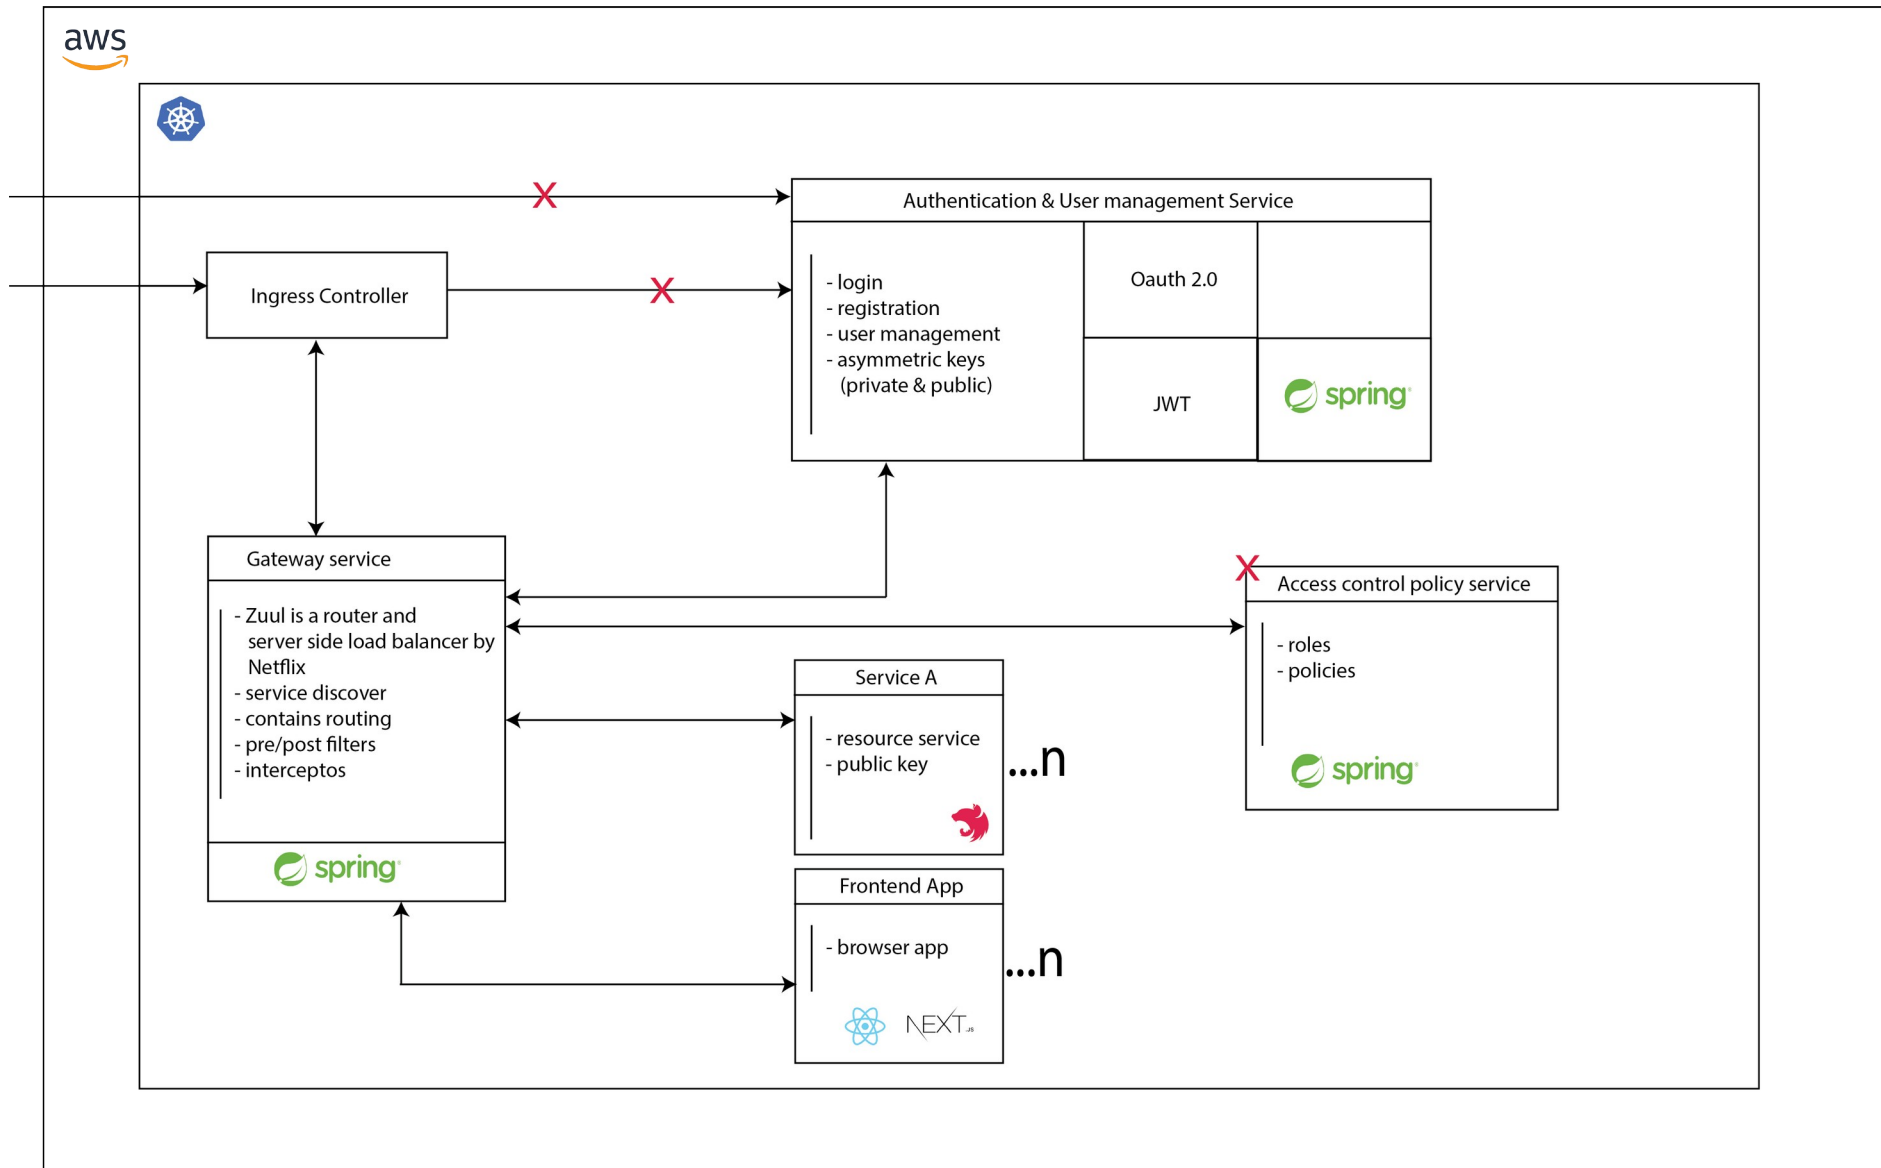 aws
X
Authentication & User management Service
Ingress Controller
X
- login
- registration
- user management
- asymmetric keys
(private & public)
Oauth 2.0
JWT
spring
Gateway service
- Zuul is a router and
server side load balancer by
Netflix
- service discover
- contains routing
- pre/post filters
- interceptos
spring
X
Access control policy service
- roles
- policies
spring
Service A
- resource service
- public key
...n
Frontend App
- browser app
...n
NEXT.JS